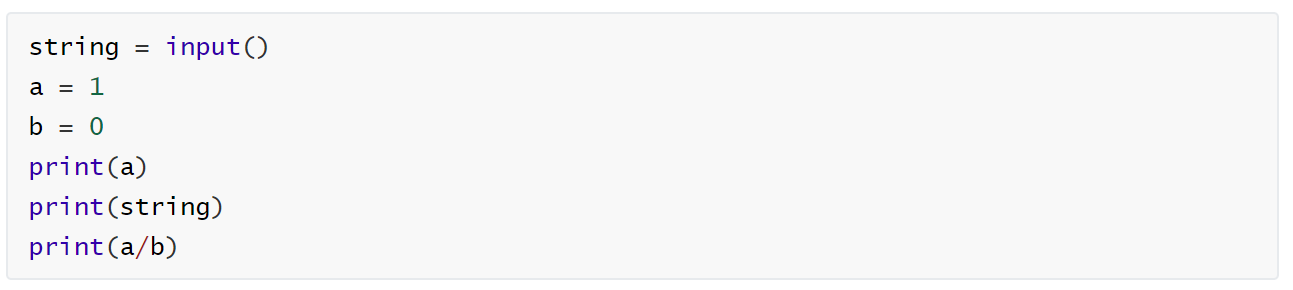 string = input()
a = 1
b = 0
print(a)
print(string)
print(a/b)